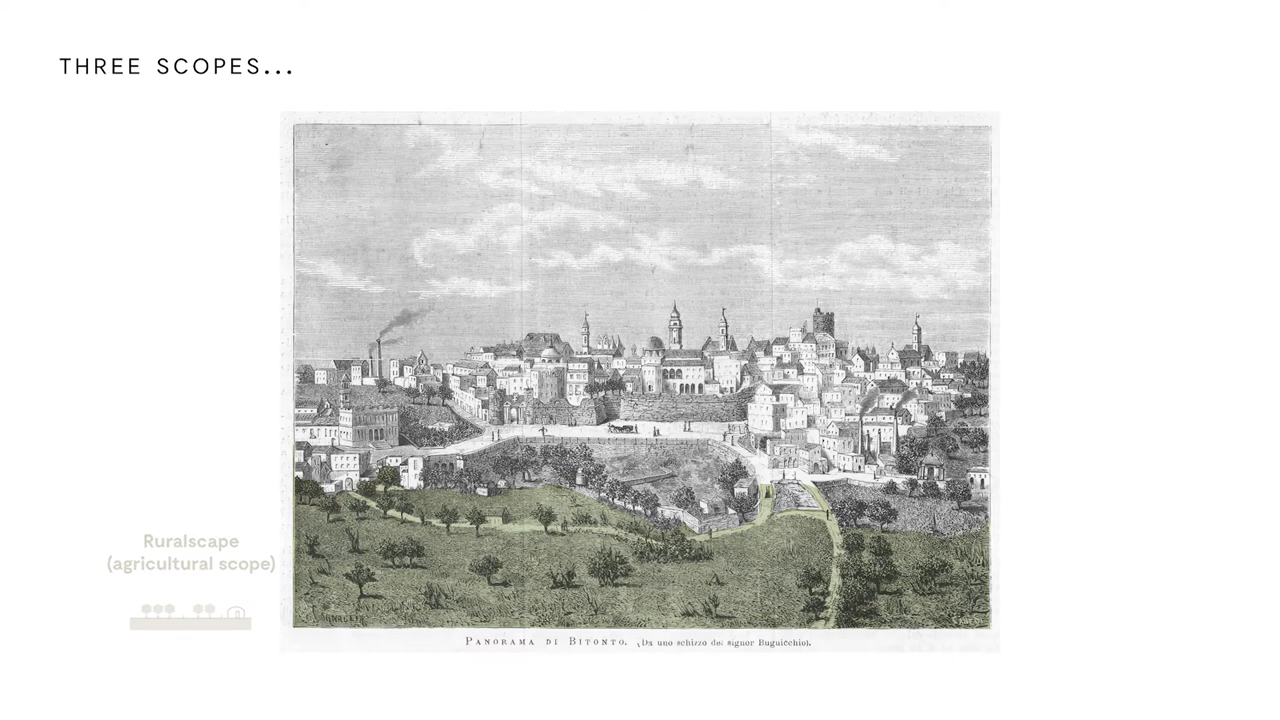 THREE SCOPES...
Ruralscape
(agricultural scope)
PANORAMA DI BITONTO. (Da uno schizzo del signor Buguicchio).